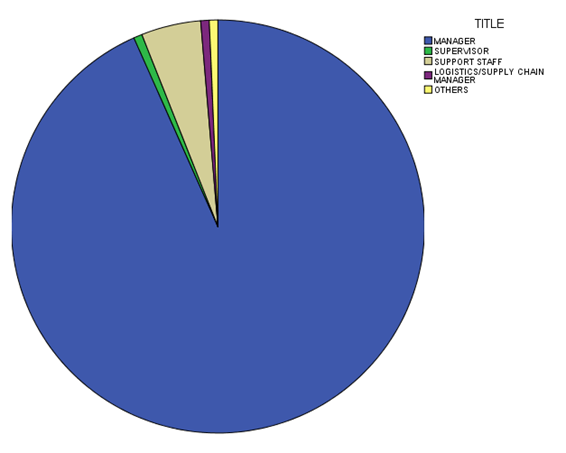 TITLE
MANAGER
SUPERVISOR
SUPPORT STAFF
LOGISTICS/SUPPLY CHAIN
MANAGER
OTHERS